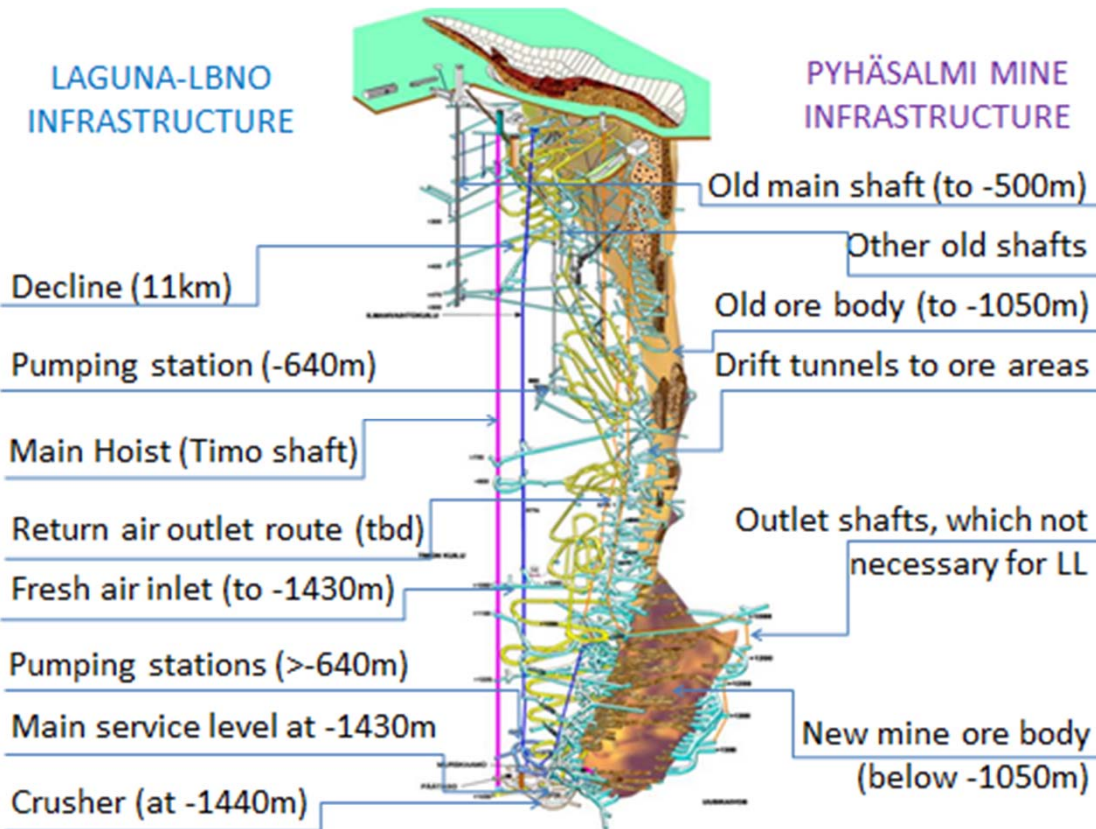 LAGUNA-LBNO
INFRASTRUCTURE
Decline (11km)
Pumping station (-640m)
Main Hoist (Timo shaft)
Return air outlet route (tbd)
Fresh air inlet (to -1430m)
Pumping stations (>-640m)
Main service level at -1430m
Crusher (at -1440m)
PYHÄSALMI MINE
INFRASTRUCTURE
Old main shaft (to -500m)
Other old shafts
Old ore body (to -1050m)
Drift tunnels to ore areas
Outlet shafts, which not
necessary for LL
New mine ore body
(below -1050m)